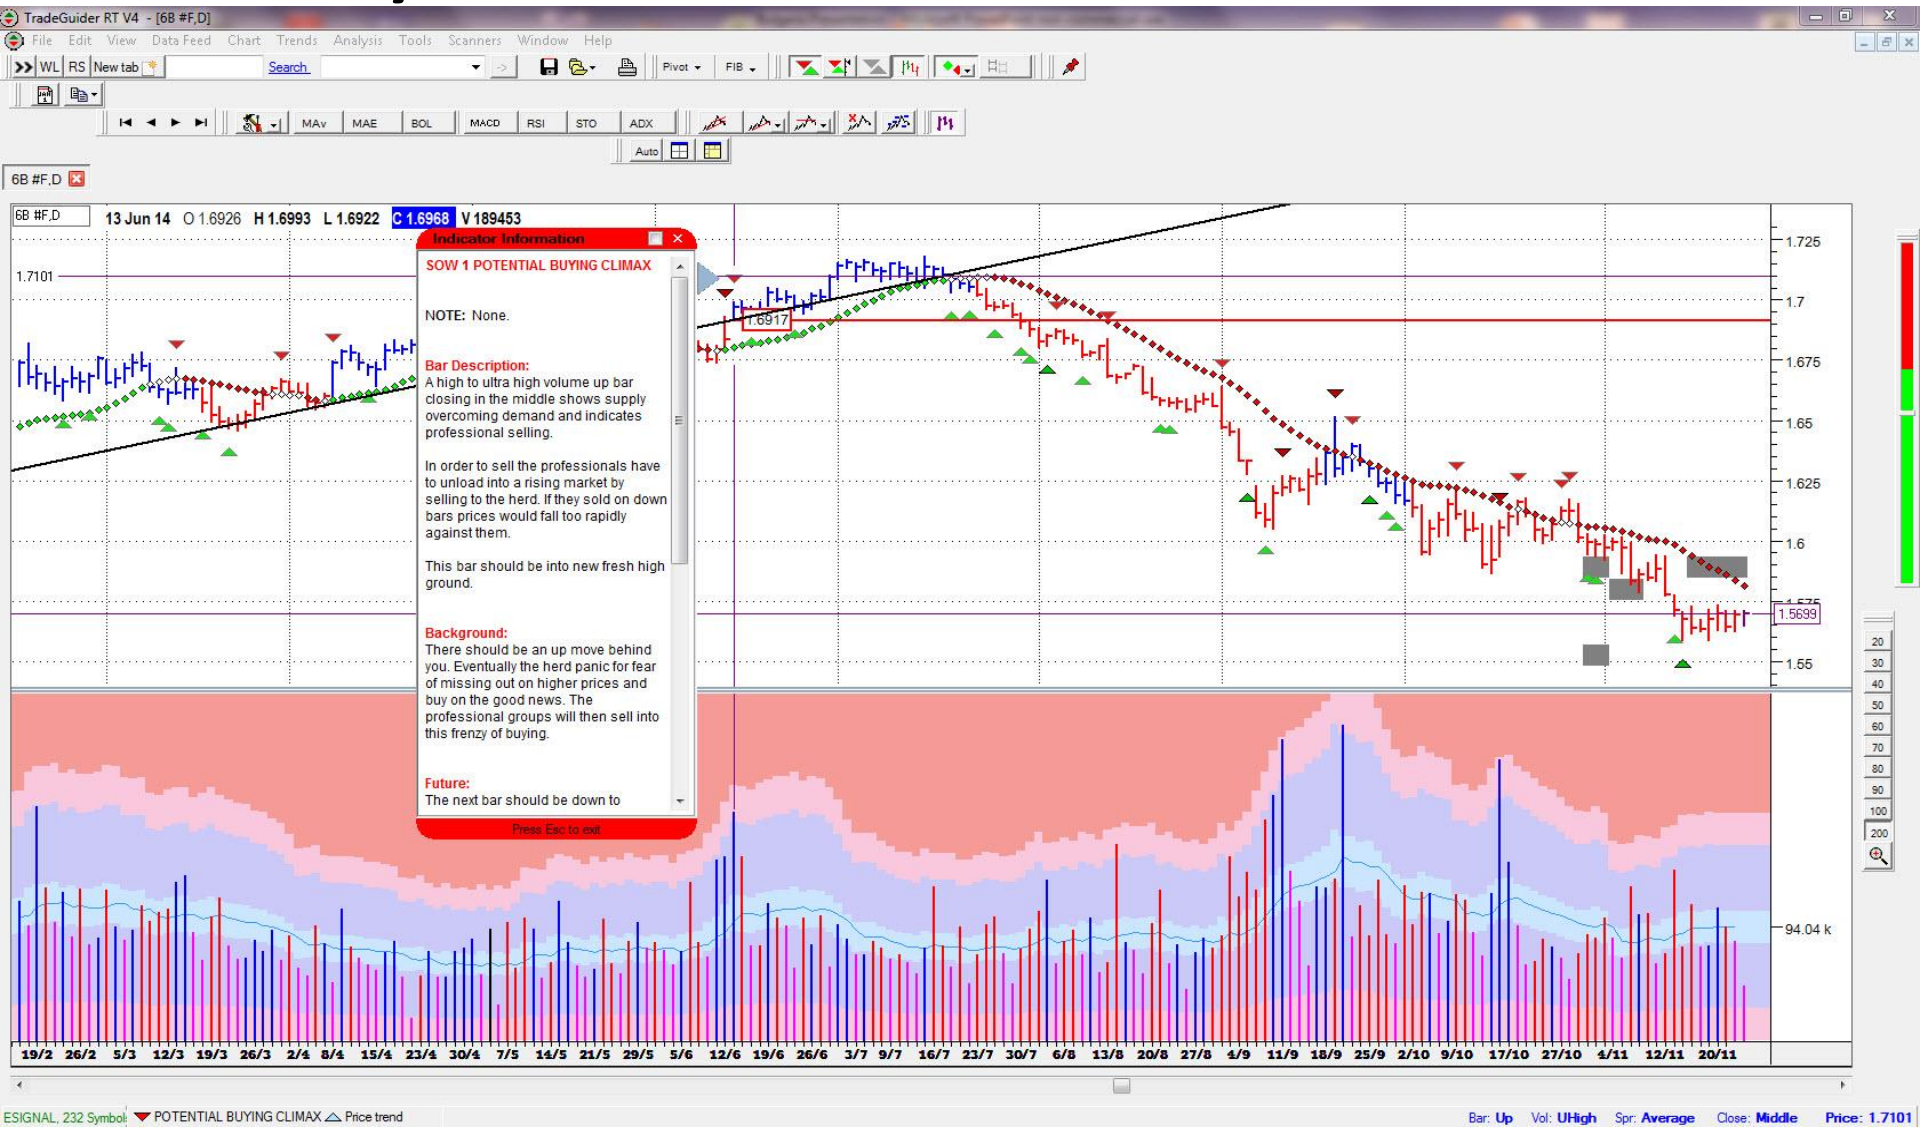 TradeGuider RT V4 - [6B #F,D]
File Edit View Data Feed Chart Trends Analysis Tools Scanners Window Help
WL RS New tab Search Pivot FIB
MAv MAE BOL MACD RSI STO ADX
Auto
6B #F,D
6B #F,D 13 Jun 14 O 1.6926 H 1.6993 L 1.6922 C 1.6968 V 189453
Indicator Information
SOW 1 POTENTIAL BUYING CLIMAX
NOTE: None.
Bar Description:
A high to ultra high volume up bar
closing in the middle shows supply
overcoming demand and indicates
professional selling.
In order to sell the professionals have
to unload into a rising market by
selling to the herd. If they sold on down
bars prices would fall too rapidly
against them.
This bar should be into new fresh high
ground.
Background:
There should be an up move behind
you. Eventually the herd panic for fear
of missing out on higher prices and
buy on the good news. The
professional groups will then sell into
this frenzy of buying.
Future:
The next bar should be down to
Press Esc to exit
1.7101
1.6917
1.725
1.7
1.675
1.65
1.625
1.6
1.575
1.5699
1.55
94.04 k
20
30
40
50
60
70
80
90
100
200
19/2 26/2 5/3 12/3 19/3 26/3 2/4 8/4 15/4 23/4 30/4 7/5 14/5 21/5 29/5 5/6 12/6 19/6 26/6 3/7 9/7 16/7 23/7 30/7 6/8 13/8 20/8 27/8 4/9 11/9 18/9 25/9 2/10 9/10 17/10 27/10 4/11 12/11 20/11
ESIGNAL, 232 Symbols POTENTIAL BUYING CLIMAX Price trend
Bar: Up Vol: UHigh Spr: Average Close: Middle Price: 1.7101